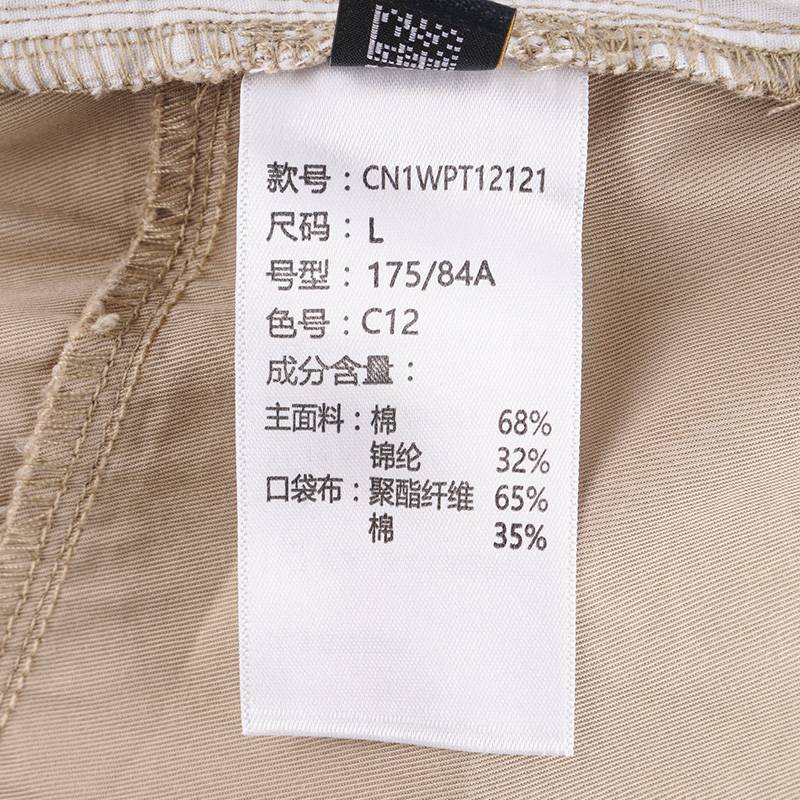 款号：CN1WPT12121
尺码：L
号型：175/84A
色号：C12
成分含量：
主面料：棉 68%
锦纶 32%
口袋布：聚酯纤维 65%
棉 35%